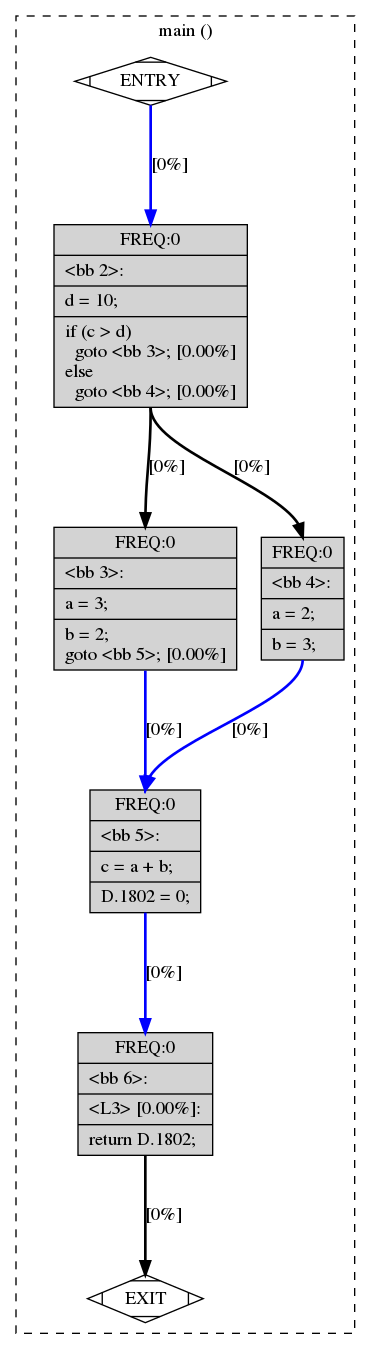 main ()
ENTRY
[0%]
FREQ:0
<bb 2>:
d = 10;
if (c > d)
goto <bb 3>; [0.00%]
else
goto <bb 4>; [0.00%]
[0%]
[0%]
FREQ:0
<bb 3>:
a = 3;
b = 2;
goto <bb 5>; [0.00%]
FREQ:0
<bb 4>:
a = 2;
b = 3;
[0%]
[0%]
FREQ:0
<bb 5>:
c = a + b;
D.1802 = 0;
[0%]
FREQ:0
<bb 6>:
<L3> [0.00%]:
return D.1802;
[0%]
EXIT